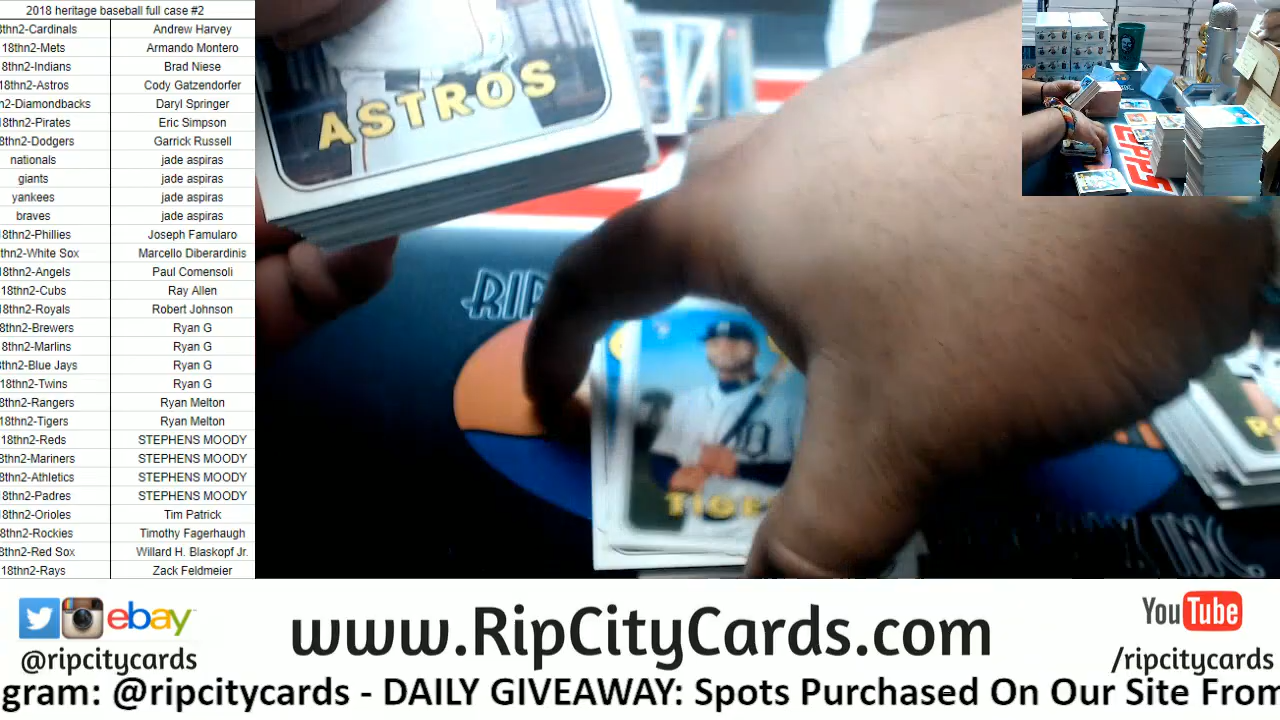 2018 heritage baseball full case #2
8thn2-Cardinals Andrew Harvey
18thn2-Mets Armando Montero
8thn2-Indians Brad Niese
18thn2-Astros Cody Gatzendorfer
n2-Diamondbacks Daryl Springer
18thn2-Pirates Eric Simpson
8thn2-Dodgers Garrick Russell
nationals jade aspiras
giants jade aspiras
yankees jade aspiras
braves jade aspiras
18thn2-Phillies Joseph Famularo
thn2-White Sox Marcello Diberardinis
18thn2-Angels Paul Comensoli
18thn2-Cubs Ray Allen
18thn2-Royals Robert Johnson
8thn2-Brewers Ryan G
8thn2-Marlins Ryan G
thn2-Blue Jays Ryan G
18thn2-Twins Ryan G
8thn2-Rangers Ryan Melton
18thn2-Tigers Ryan Melton
18thn2-Reds STEPHENS MOODY
8thn2-Mariners STEPHENS MOODY
8thn2-Athletics STEPHENS MOODY
18thn2-Padres STEPHENS MOODY
18thn2-Orioles Tim Patrick
8thn2-Rockies Timothy Fagerhaugh
8thn2-Red Sox Willard H. Blaskopf Jr.
18thn2-Rays Zack Feldmeier
ASTROS
RIP
TIGE
ebay
@ripcitycards
www.RipCityCards.com
YouTube
/ripcitycards
gram: @ripcitycards - DAILY GIVEAWAY: Spots Purchased On Our Site From